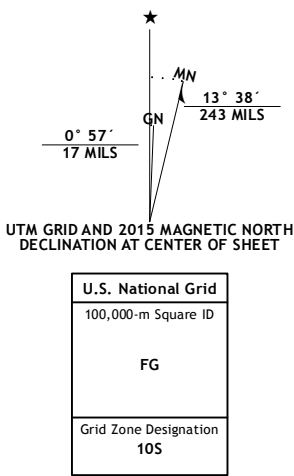 MN
13° 38´
243 MILS
GN
0° 57´
17 MILS
UTM GRID AND 2015 MAGNETIC NORTH
DECLINATION AT CENTER OF SHEET
U.S. National Grid
100,000-m Square ID
FG
Grid Zone Designation
10S